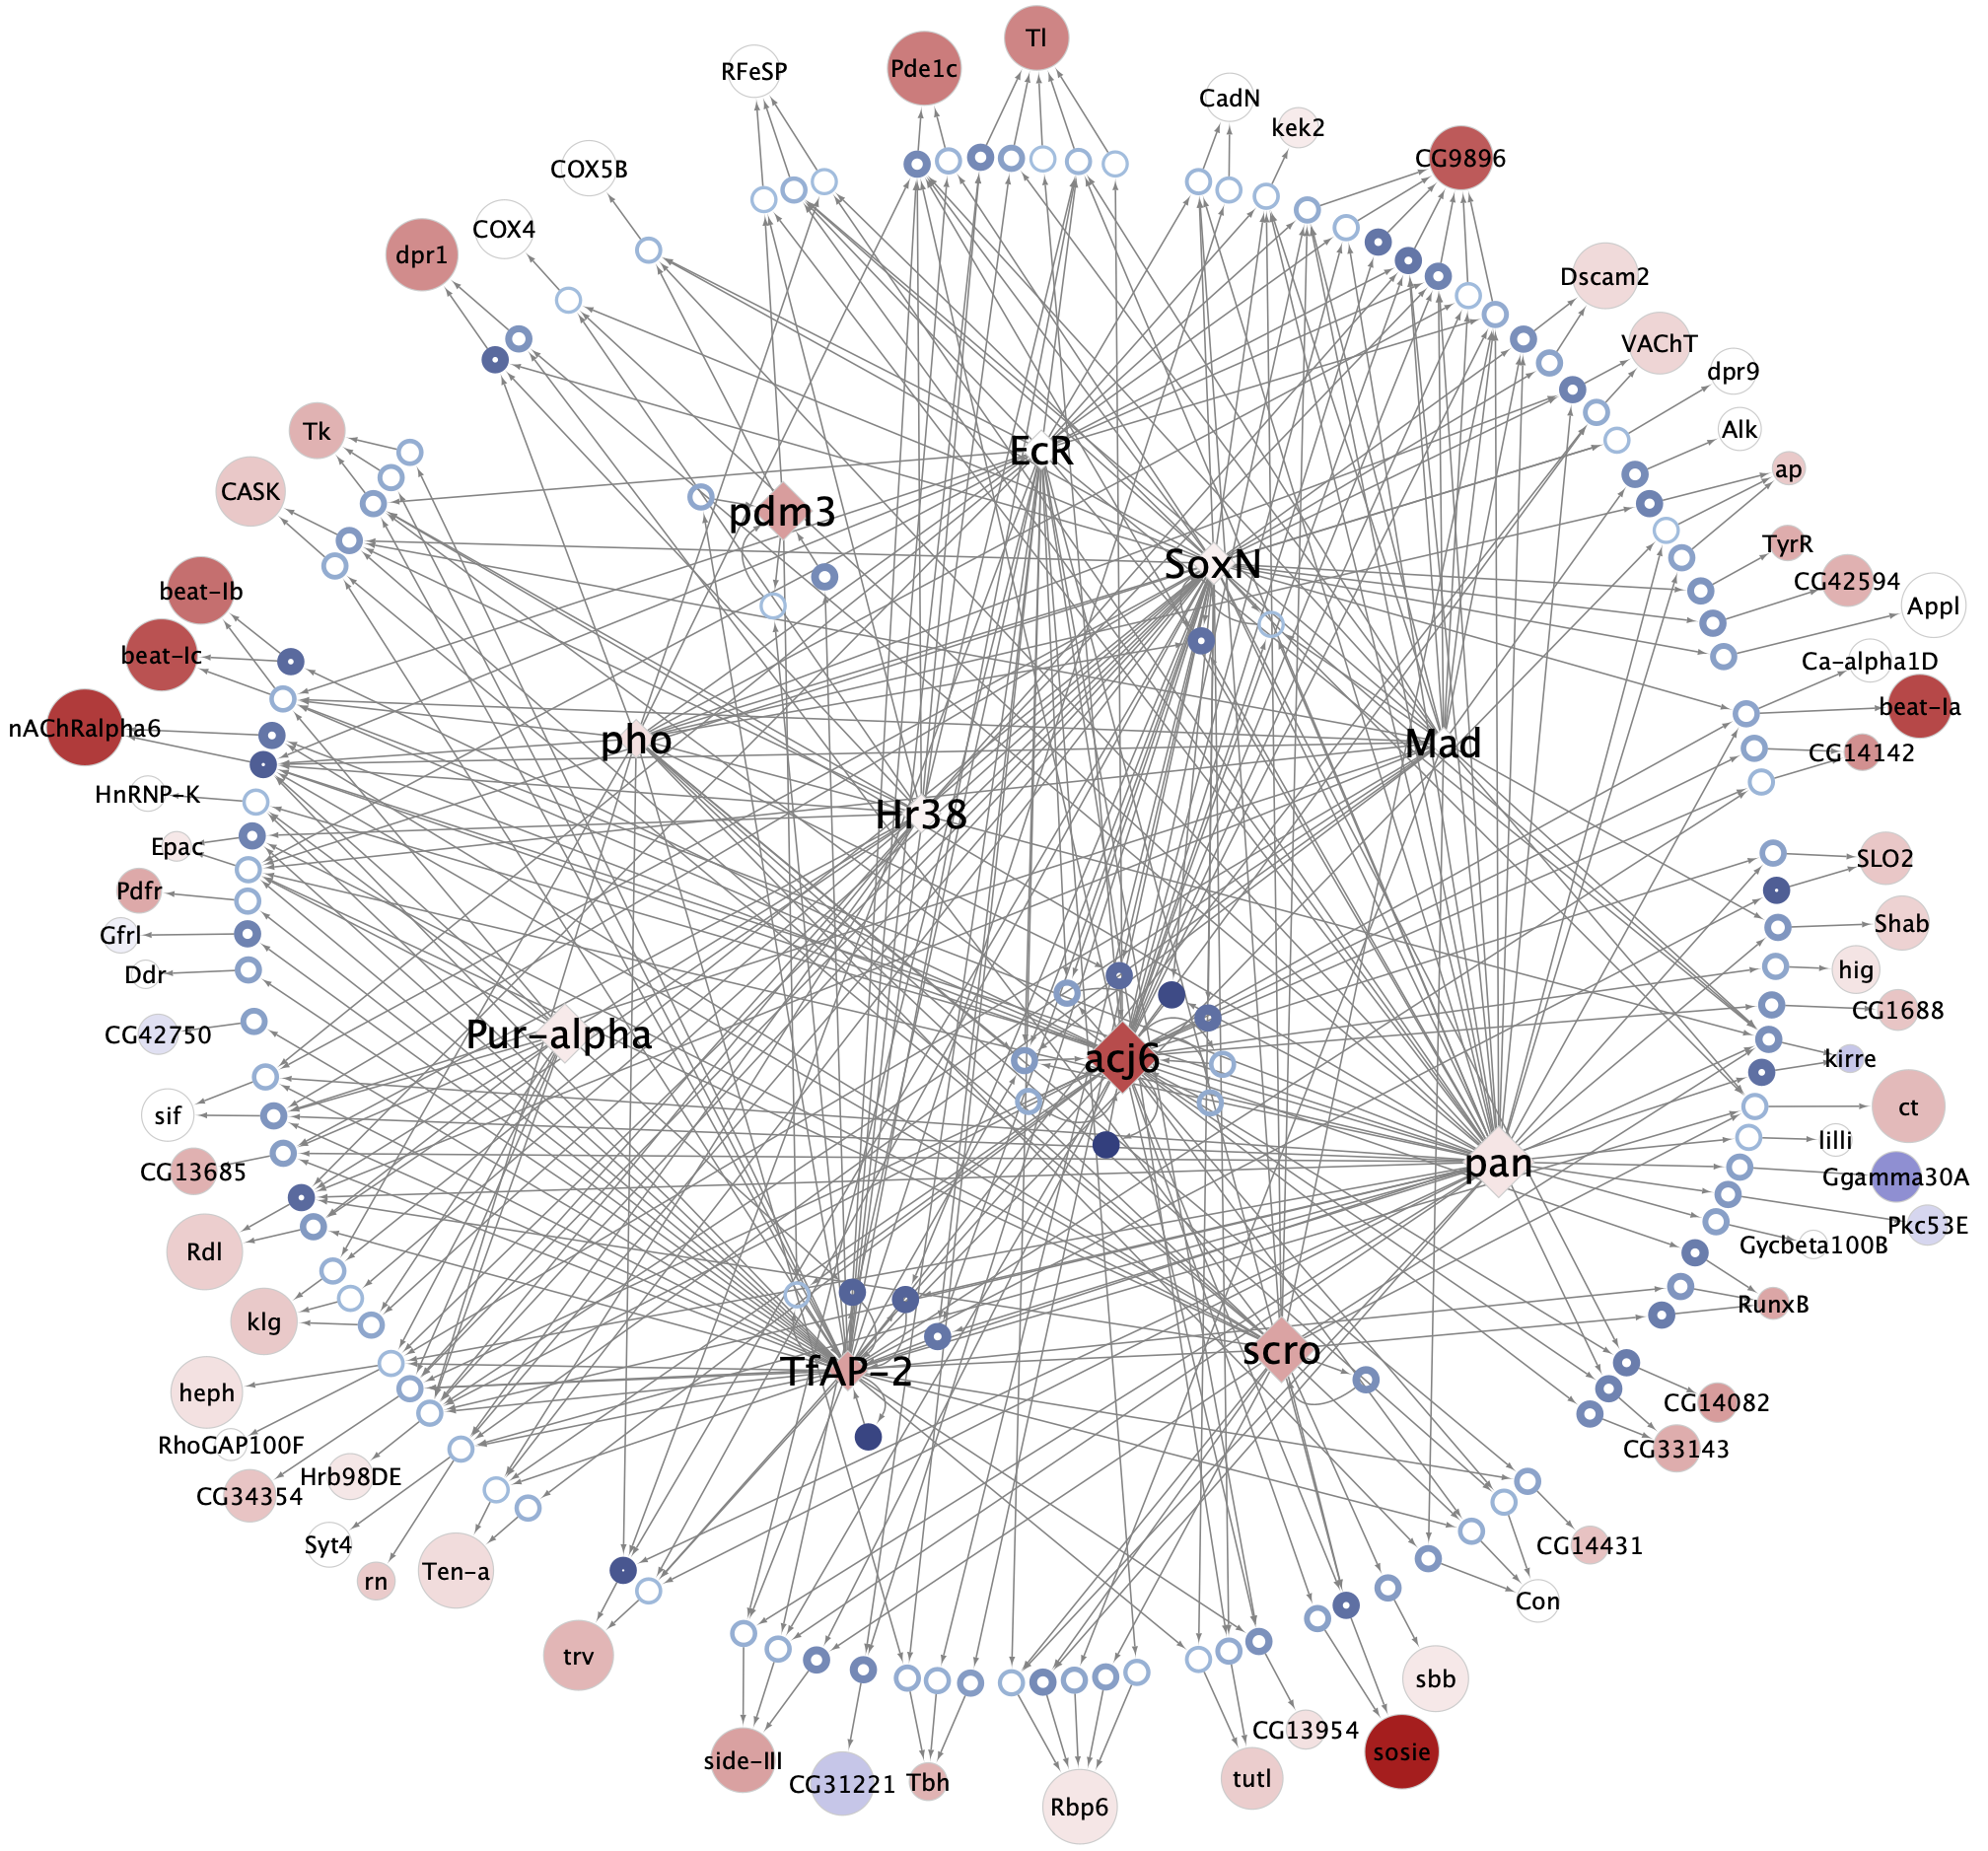 Tl
Pde1c
RFeSP
CadN
kek2
CG9896
COX5B
COX4
dpr1
Dscam2
VAChT
dpr9
Alk
Tk
ap
EcR
CASK
pdm3
TyrR
SoxN
CG42594
beat-Ib
Appl
beat-Ic
Ca-alpha1D
beat-Ia
nAChRalpha6
pho
Mad
CG14142
HnRNP-K
Hr38
Epac
SLO2
Pdfr
Shab
Gfrl
hig
Ddr
CG1688
CG42750
Pur-alpha
acj6
kirre
sif
ct
lilli
CG13685
pan
Ggamma30A
Pkc53E
Rdl
Gycbeta100B
RunxB
klg
scro
TfAP-2
heph
CG14082
RhoGAP100F
CG33143
Hrb98DE
CG34354
Syt4
CG14431
Ten-a
rn
Con
trv
sbb
CG13954
sosie
side-III
CG31221
Tbh
tutl
Rbp6